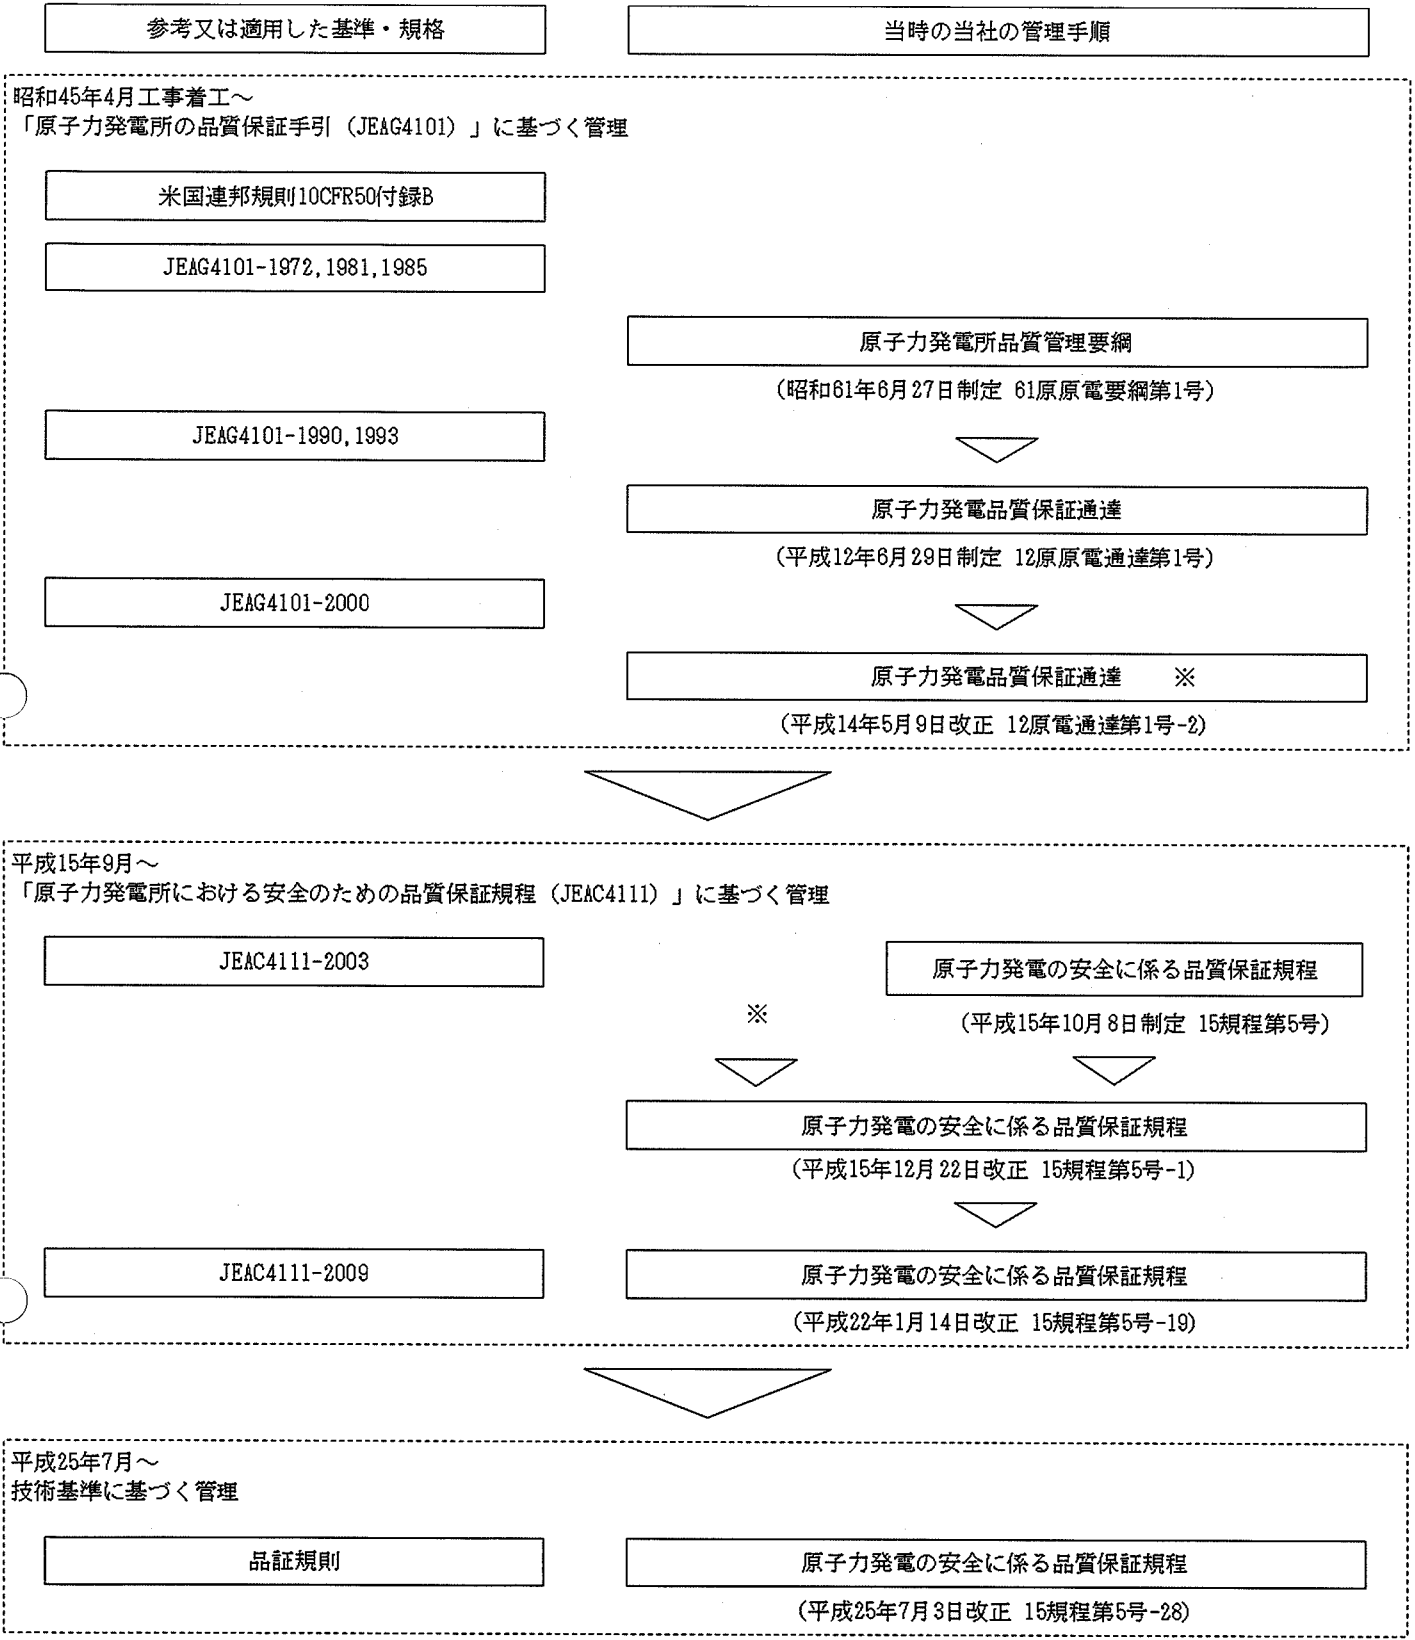 参考又は適用した基準・規格
当時の当社の管理手順
昭和45年4月工事着工～
「原子力発電所の品質保証手引（JEAG4101）」に基づく管理
米国連邦規則10CFR50付録B
JEAG4101-1972,1981,1985
原子力発電所品質管理要綱
(昭和61年6月27日制定 61原原電要綱第1号)
JEAG4101-1990,1993
原子力発電品質保証通達
(平成12年6月29日制定 12原原電通達第1号)
JEAG4101-2000
原子力発電品質保証通達 ※
(平成14年5月9日改正 12原電通達第1号-2)
平成15年9月～
「原子力発電所における安全のための品質保証規程（JEAC4111）」に基づく管理
JEAC4111-2003
原子力発電の安全に係る品質保証規程
※
(平成15年10月8日制定 15規程第5号)
原子力発電の安全に係る品質保証規程
(平成15年12月22日改正 15規程第5号-1)
JEAC4111-2009
原子力発電の安全に係る品質保証規程
(平成22年1月14日改正 15規程第5号-19)
平成25年7月～
技術基準に基づく管理
品証規則
原子力発電の安全に係る品質保証規程
(平成25年7月3日改正 15規程第5号-28)